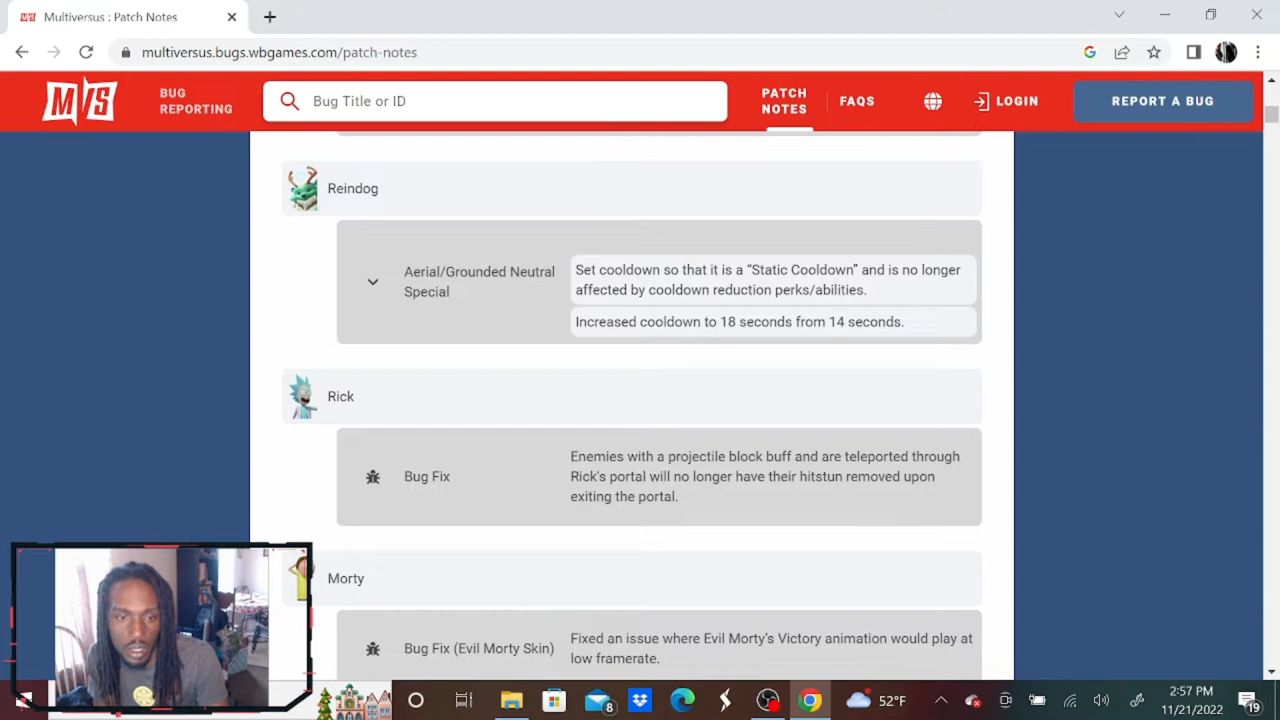 Multiversus : Patch Notes
multiversus.bugs.wbgames.com/patch-notes
M/S
BUG
REPORTING
Bug Title or ID
PATCH
NOTES
FAQS
LOGIN
REPORT A BUG
Reindog
Aerial/Grounded Neutral
Special
Set cooldown so that it is a “Static Cooldown” and is no longer
affected by cooldown reduction perks/abilities.
Increased cooldown to 18 seconds from 14 seconds.
Rick
Bug Fix
Enemies with a projectile block buff and are teleported through
Rick's portal will no longer have their hitstun removed upon
exiting the portal.
Morty
Bug Fix (Evil Morty Skin)
Fixed an issue where Evil Morty's Victory animation would play at
low framerate.
8
52°F
2:57 PM
11/21/2022
19